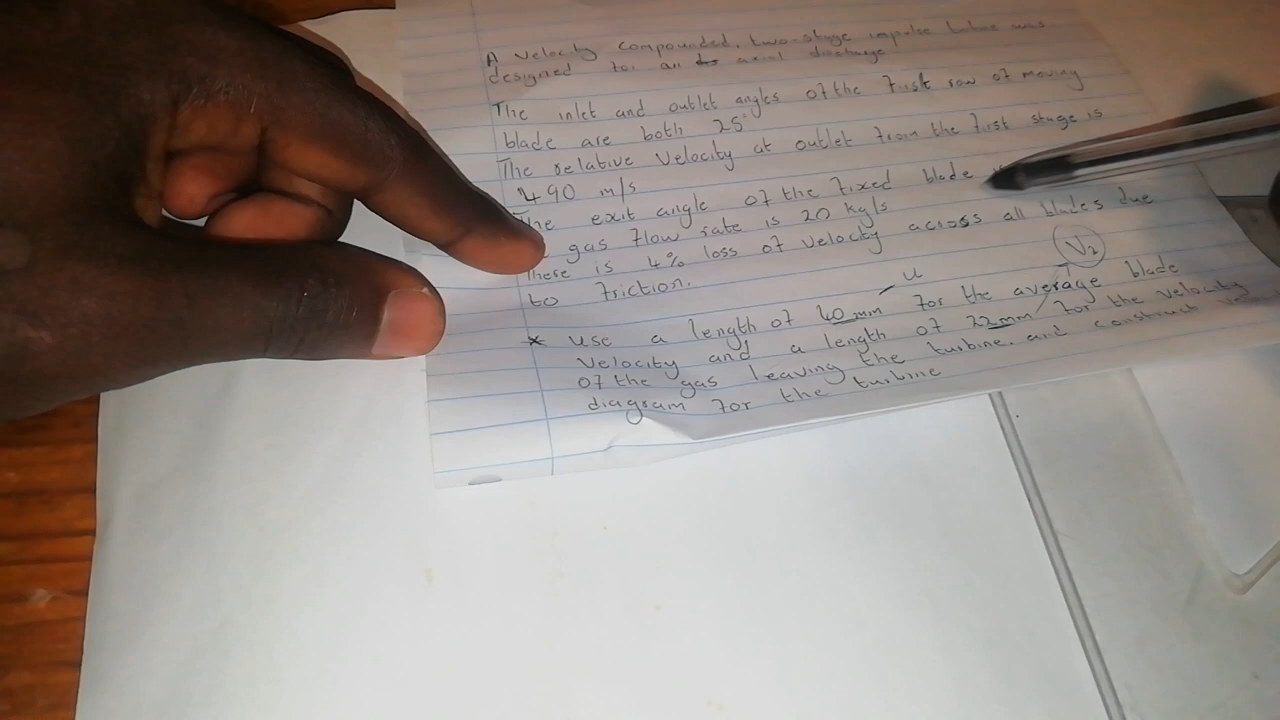 A velocity compounded, two-stage impulse tubine was
designed for an axial discharge
The inlet and outlet angles of the first row of moving
blade are both 25°
The relative velocity at outlet from the first stage is
490 m/s
The exit angle of the fixed blade
gas flow rate is 20 kg/s
There is 4% loss of velocity across all blades due
to friction.
u
V2
* Use a length of 40 mm for the average blade
velocity and a length of 72mm for the velocity
of the gas leaving the turbine. and construct
diagram for the turbine